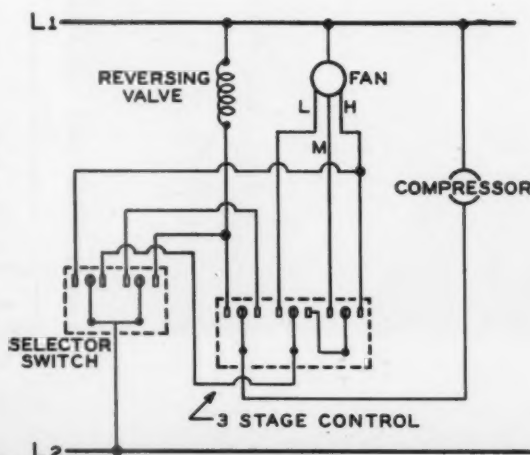 L1
REVERSING
VALVE
FAN
L
H
M
COMPRESSOR
SELECTOR
SWITCH
3 STAGE CONTROL
L2